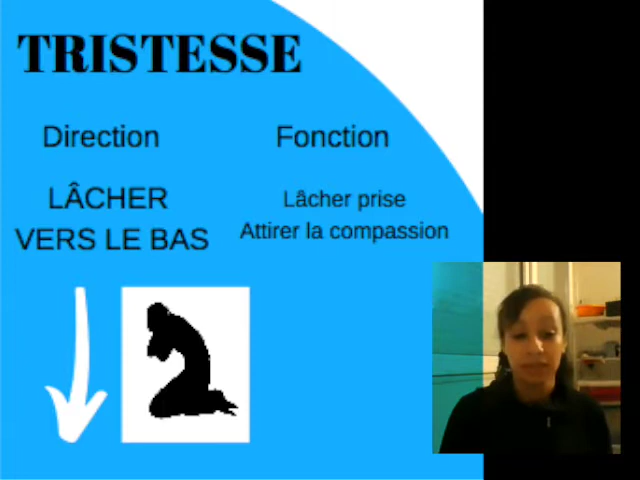 TRISTESSE
Direction
Fonction
LÂCHER
VERS LE BAS
Lâcher prise
Attirer la compassion